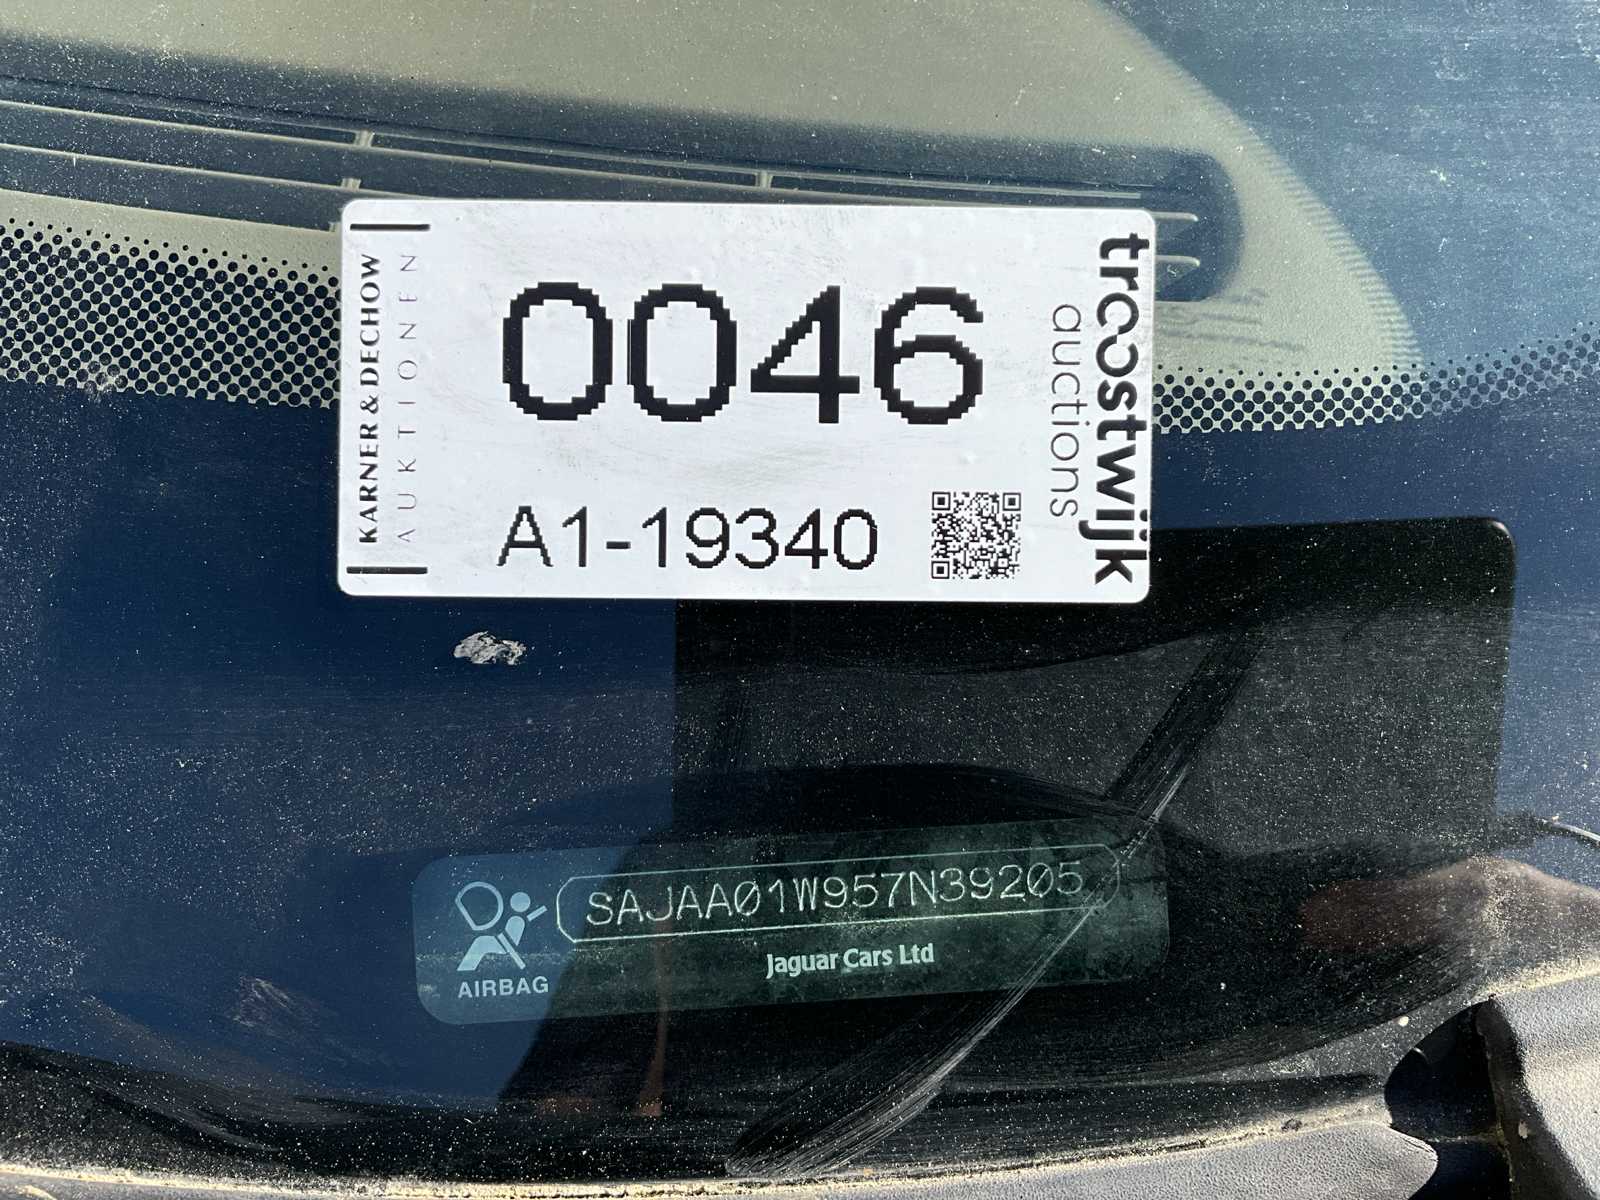 KARNER & DECHOW
AUKTIONEN
0046
A1-19340
troostwijk
auctions
SAJAA01W957N39205
Jaguar Cars Ltd
AIRBAG